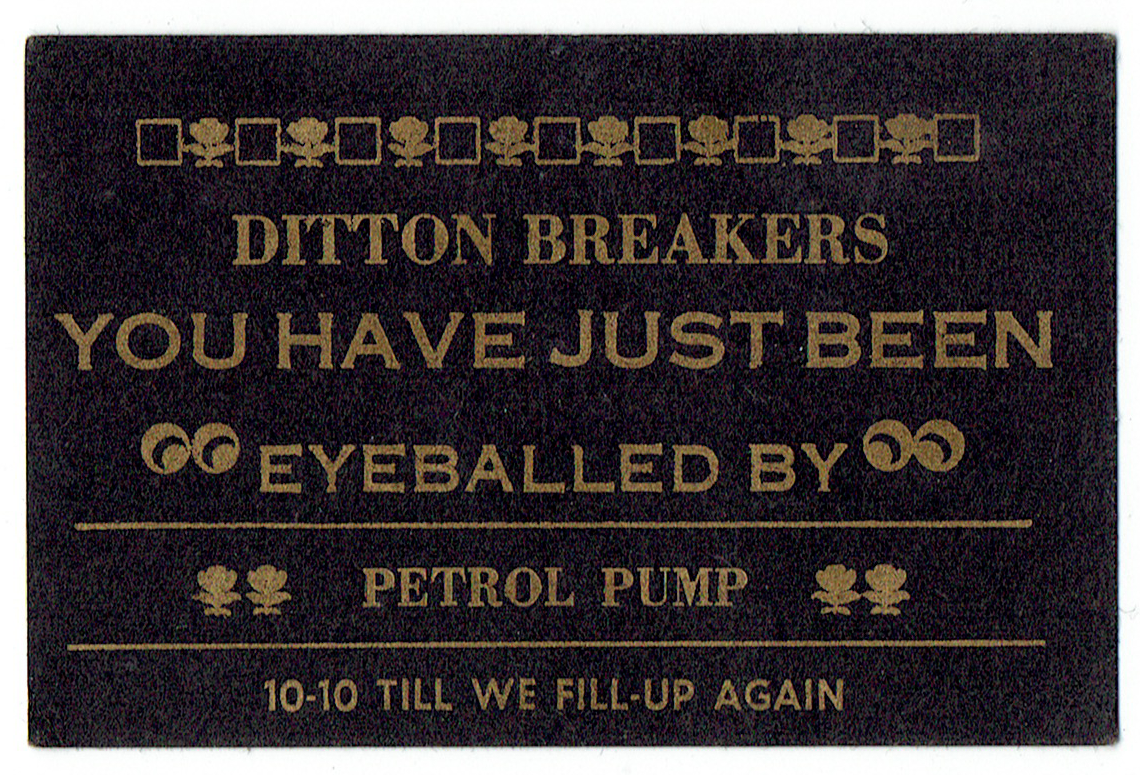 DITTON BREAKERS
YOU HAVE JUST BEEN
EYEBALLED BY
PETROL PUMP
10-10 TILL WE FILL-UP AGAIN